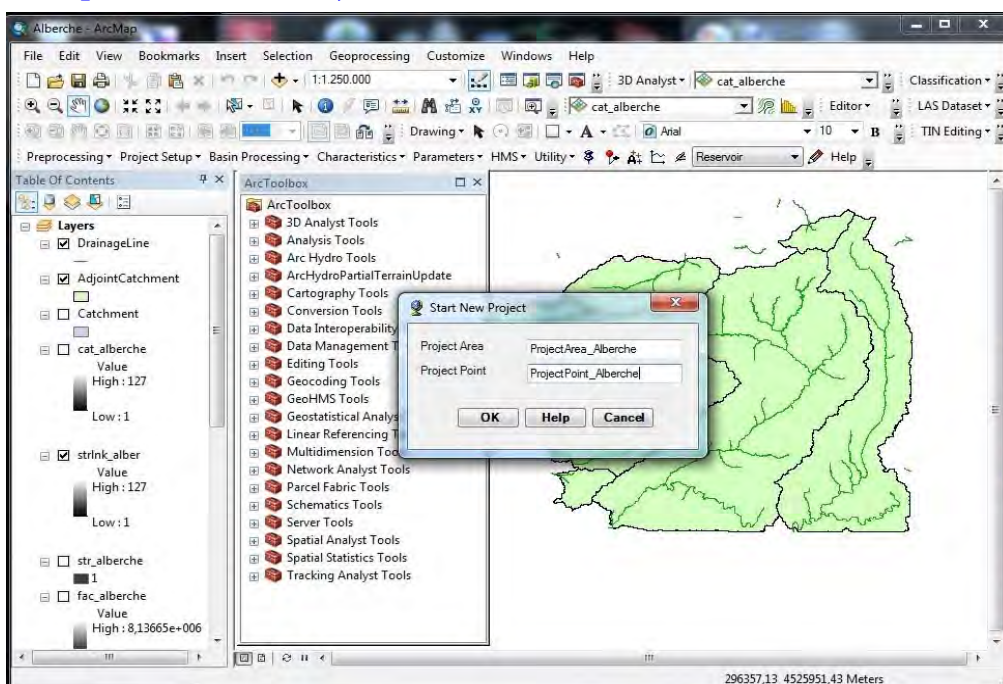 Alberche - ArcMap
File Edit View Bookmarks Insert Selection Geoprocessing Customize Windows Help
1:1.250.000 3D Analyst cat_alberche Classification
cat_alberche Editor LAS Dataset
Drawing A Arial 10 B TIN Editing
Preprocessing Project Setup Basin Processing Characteristics Parameters HMS Utility Reservoir Help
Table Of Contents
Layers
DrainageLine
AdjointCatchment
Catchment
cat_alberche
Value
High : 127
Low : 1
strlnk_alber
Value
High : 127
Low : 1
str_alberche
1
fac_alberche
Value
High : 8,13665e+006
ArcToolbox
ArcToolbox
3D Analyst Tools
Analysis Tools
Arc Hydro Tools
ArcHydroPartialTerrainUpdate
Cartography Tools
Conversion Tools
Data Interoperability
Data Management T
Editing Tools
Geocoding Tools
GeoHMS Tools
Geostatistical Analys
Linear Referencing T
Multidimension Too
Network Analyst Tools
Parcel Fabric Tools
Schematics Tools
Server Tools
Spatial Analyst Tools
Spatial Statistics Tools
Tracking Analyst Tools
Start New Project
Project Area ProjectArea_Alberche
Project Point ProjectPoint_Alberche
OK Help Cancel
296357,13 4525951,43 Meters